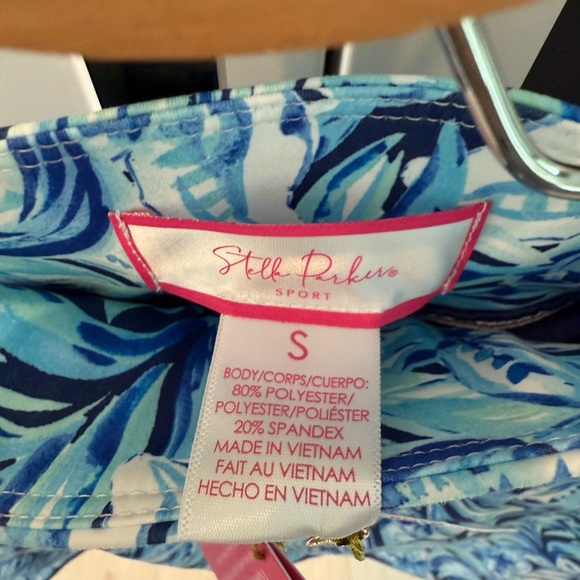 Stella Parker®
SPORT
S
BODY/CORPS/CUERPO:
80% POLYESTER/
POLYESTER/POLIÉSTER
20% SPANDEX
MADE IN VIETNAM
FAIT AU VIETNAM
HECHO EN VIETNAM